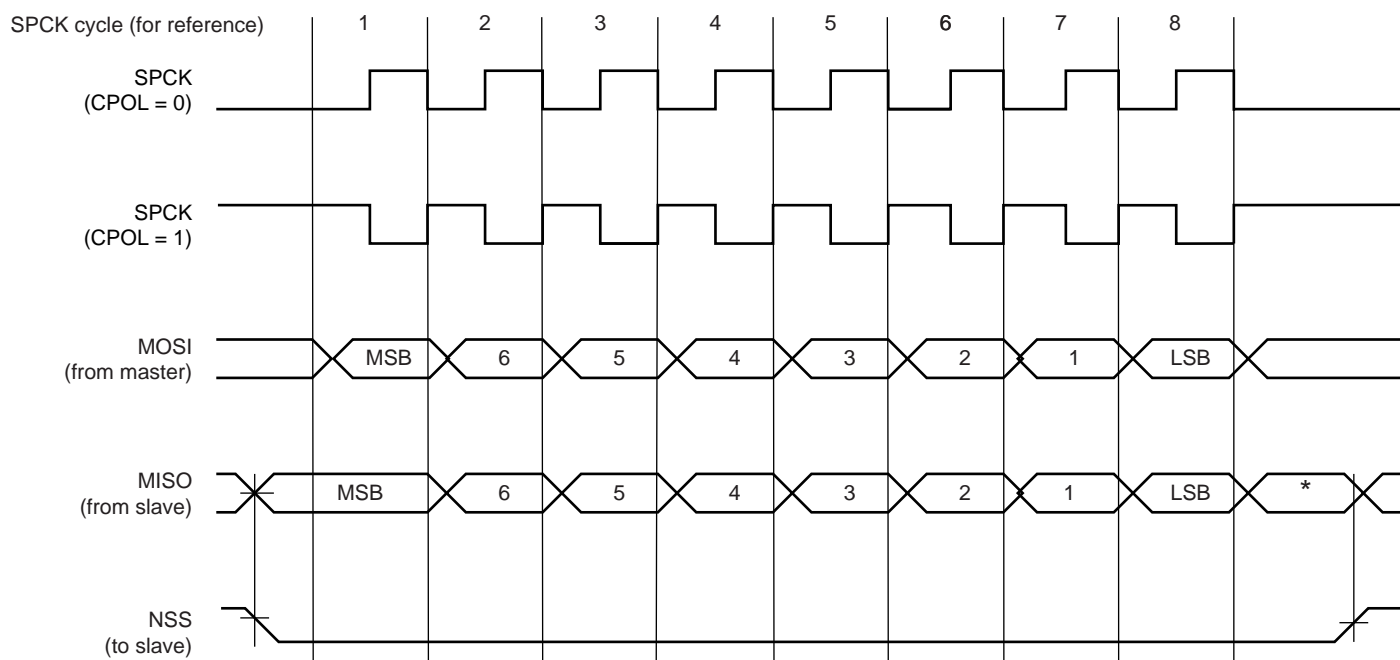 SPCK cycle (for reference) 1 2 3 4 5 6 7 8
SPCK
(CPOL = 0)
SPCK
(CPOL = 1)
MOSI
(from master)
MSB 6 5 4 3 2 1 LSB
MISO
(from slave)
MSB 6 5 4 3 2 1 LSB *
NSS
(to slave)